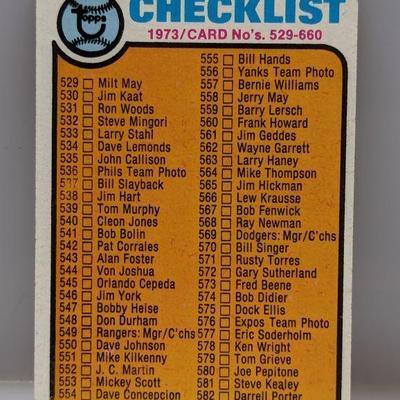 topps
CHECKLIST
1973/CARD No's. 529-660
529 Milt May
530 Jim Kaat
531 Ron Woods
532 Steve Mingori
533 Larry Stahl
534 Dave Lemonds
535 John Callison
536 Phils Team Photo
537 Bill Slayback
538 Jim Hart
539 Tom Murphy
540 Cleon Jones
541 Bob Bolin
542 Pat Corrales
543 Alan Foster
544 Von Joshua
545 Orlando Cepeda
546 Jim York
547 Bobby Heise
548 Don Durham
549 Rangers: Mgr/C'chs
550 Dave Johnson
551 Mike Kilkenny
552 J. C. Martin
553 Mickey Scott
554 Dave Concepcion
555 Bill Hands
556 Yanks Team Photo
557 Bernie Williams
558 Jerry May
559 Barry Lersch
560 Frank Howard
561 Jim Geddes
562 Wayne Garrett
563 Larry Haney
564 Mike Thompson
565 Jim Hickman
566 Lew Krausse
567 Bob Fenwick
568 Ray Newman
569 Dodgers: Mgr/C'chs
570 Bill Singer
571 Rusty Torres
572 Gary Sutherland
573 Fred Beene
574 Bob Didier
575 Dock Ellis
576 Expos Team Photo
577 Eric Soderholm
578 Ken Wright
579 Tom Grieve
580 Joe Pepitone
581 Steve Kealey
582 Darrell Porter